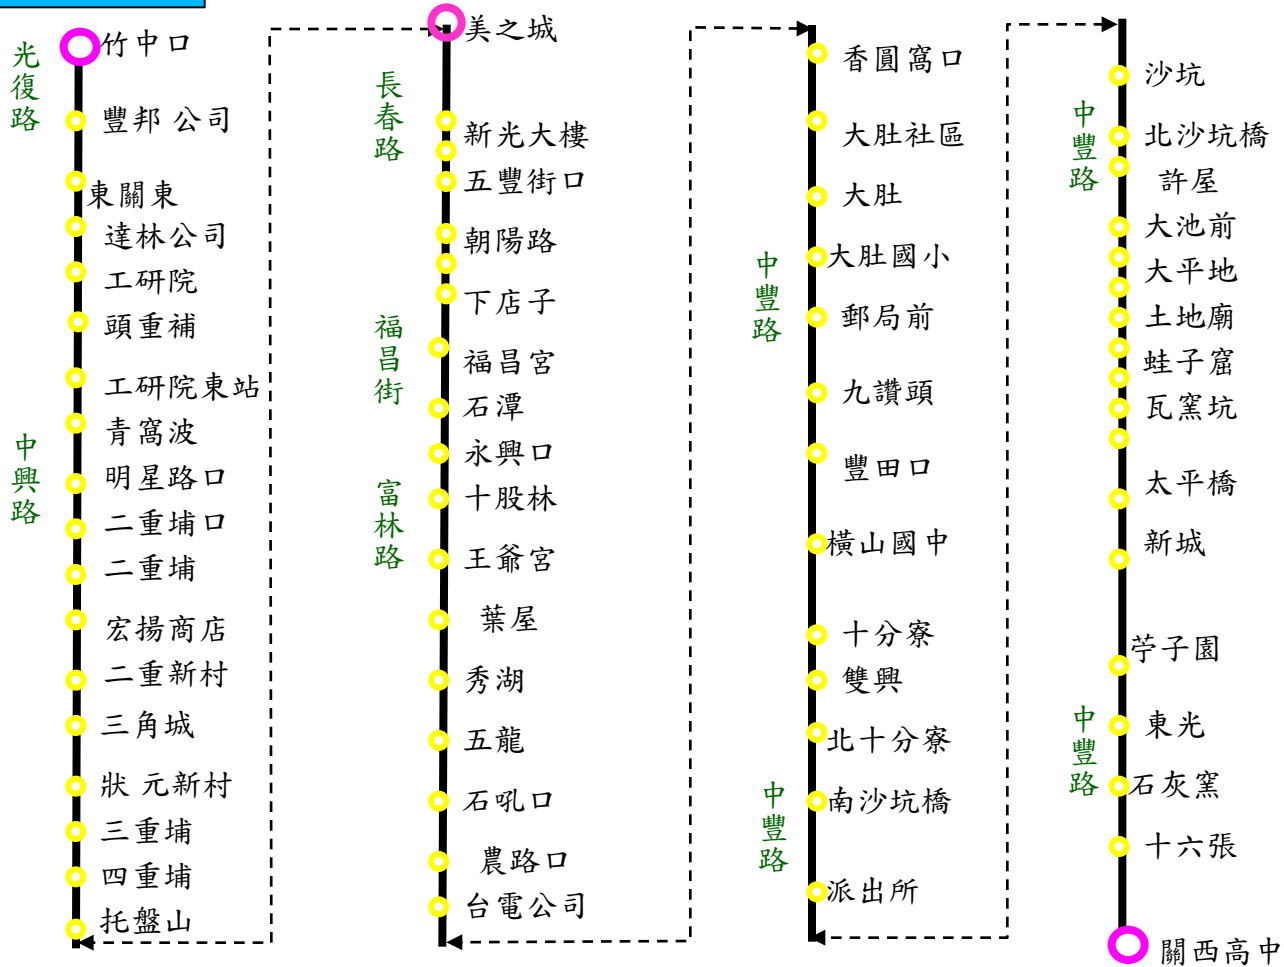 光復路
竹中口
豐邦 公司
東關東
達林公司
工研院
頭重補
工研院東站
青窩波
中興路
明星路口
二重埔口
二重埔
宏揚商店
二重新村
三角城
狀 元新村
三重埔
四重埔
托盤山
美之城
長春路
新光大樓
五豐街口
朝陽路
下店子
福昌街
福昌宮
石潭
永興口
富林路
十股林
王爺宮
葉屋
秀湖
五龍
石吼口
農路口
台電公司
香圓窩口
大肚社區
大肚
中豐路
大肚國小
郵局前
九讚頭
豐田口
橫山國中
十分寮
雙興
北十分寮
中豐路
南沙坑橋
派出所
沙坑
中豐路
北沙坑橋
許屋
大池前
大平地
土地廟
蛙子窟
瓦窯坑
太平橋
新城
苧子園
中豐路
東光
石灰窯
十六張
關西高中